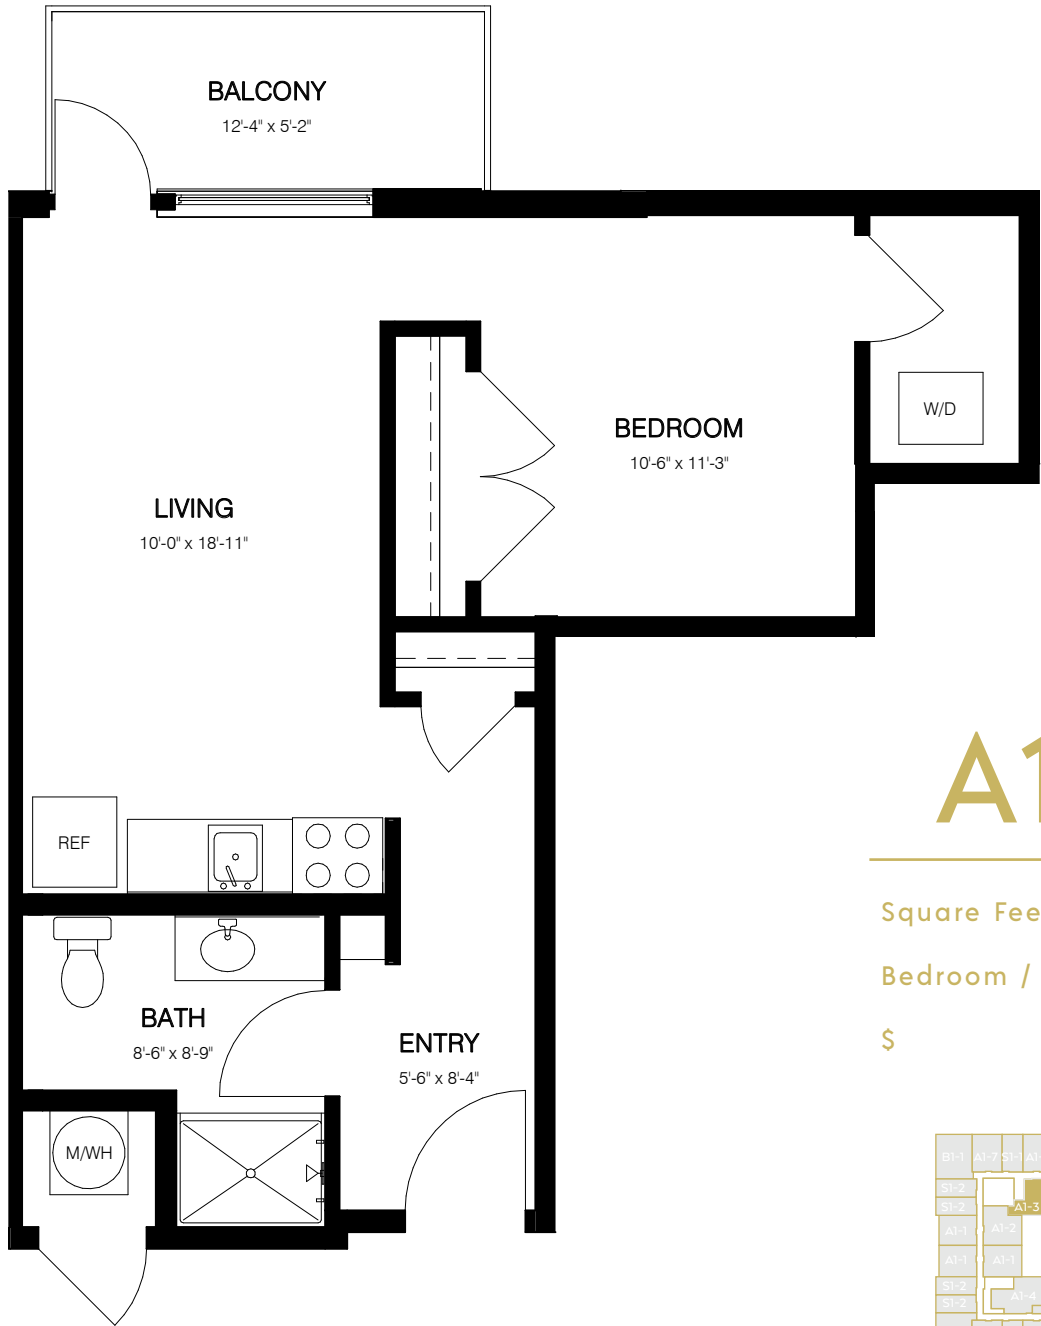 BALCONY
12'-4" x 5'-2"
W/D
BEDROOM
10'-6" x 11'-3"
LIVING
10'-0" x 18'-11"
REF
BATH
8'-6" x 8'-9"
ENTRY
5'-6" x 8'-4"
M/WH
A1
Square Fee
Bedroom /
$
B1-1 A1-7 S1-1 A1-
S1-2
S1-2 A1-3
A1-1 A1-2
A1-1 A1-1
S1-2
S1-2 A1-4